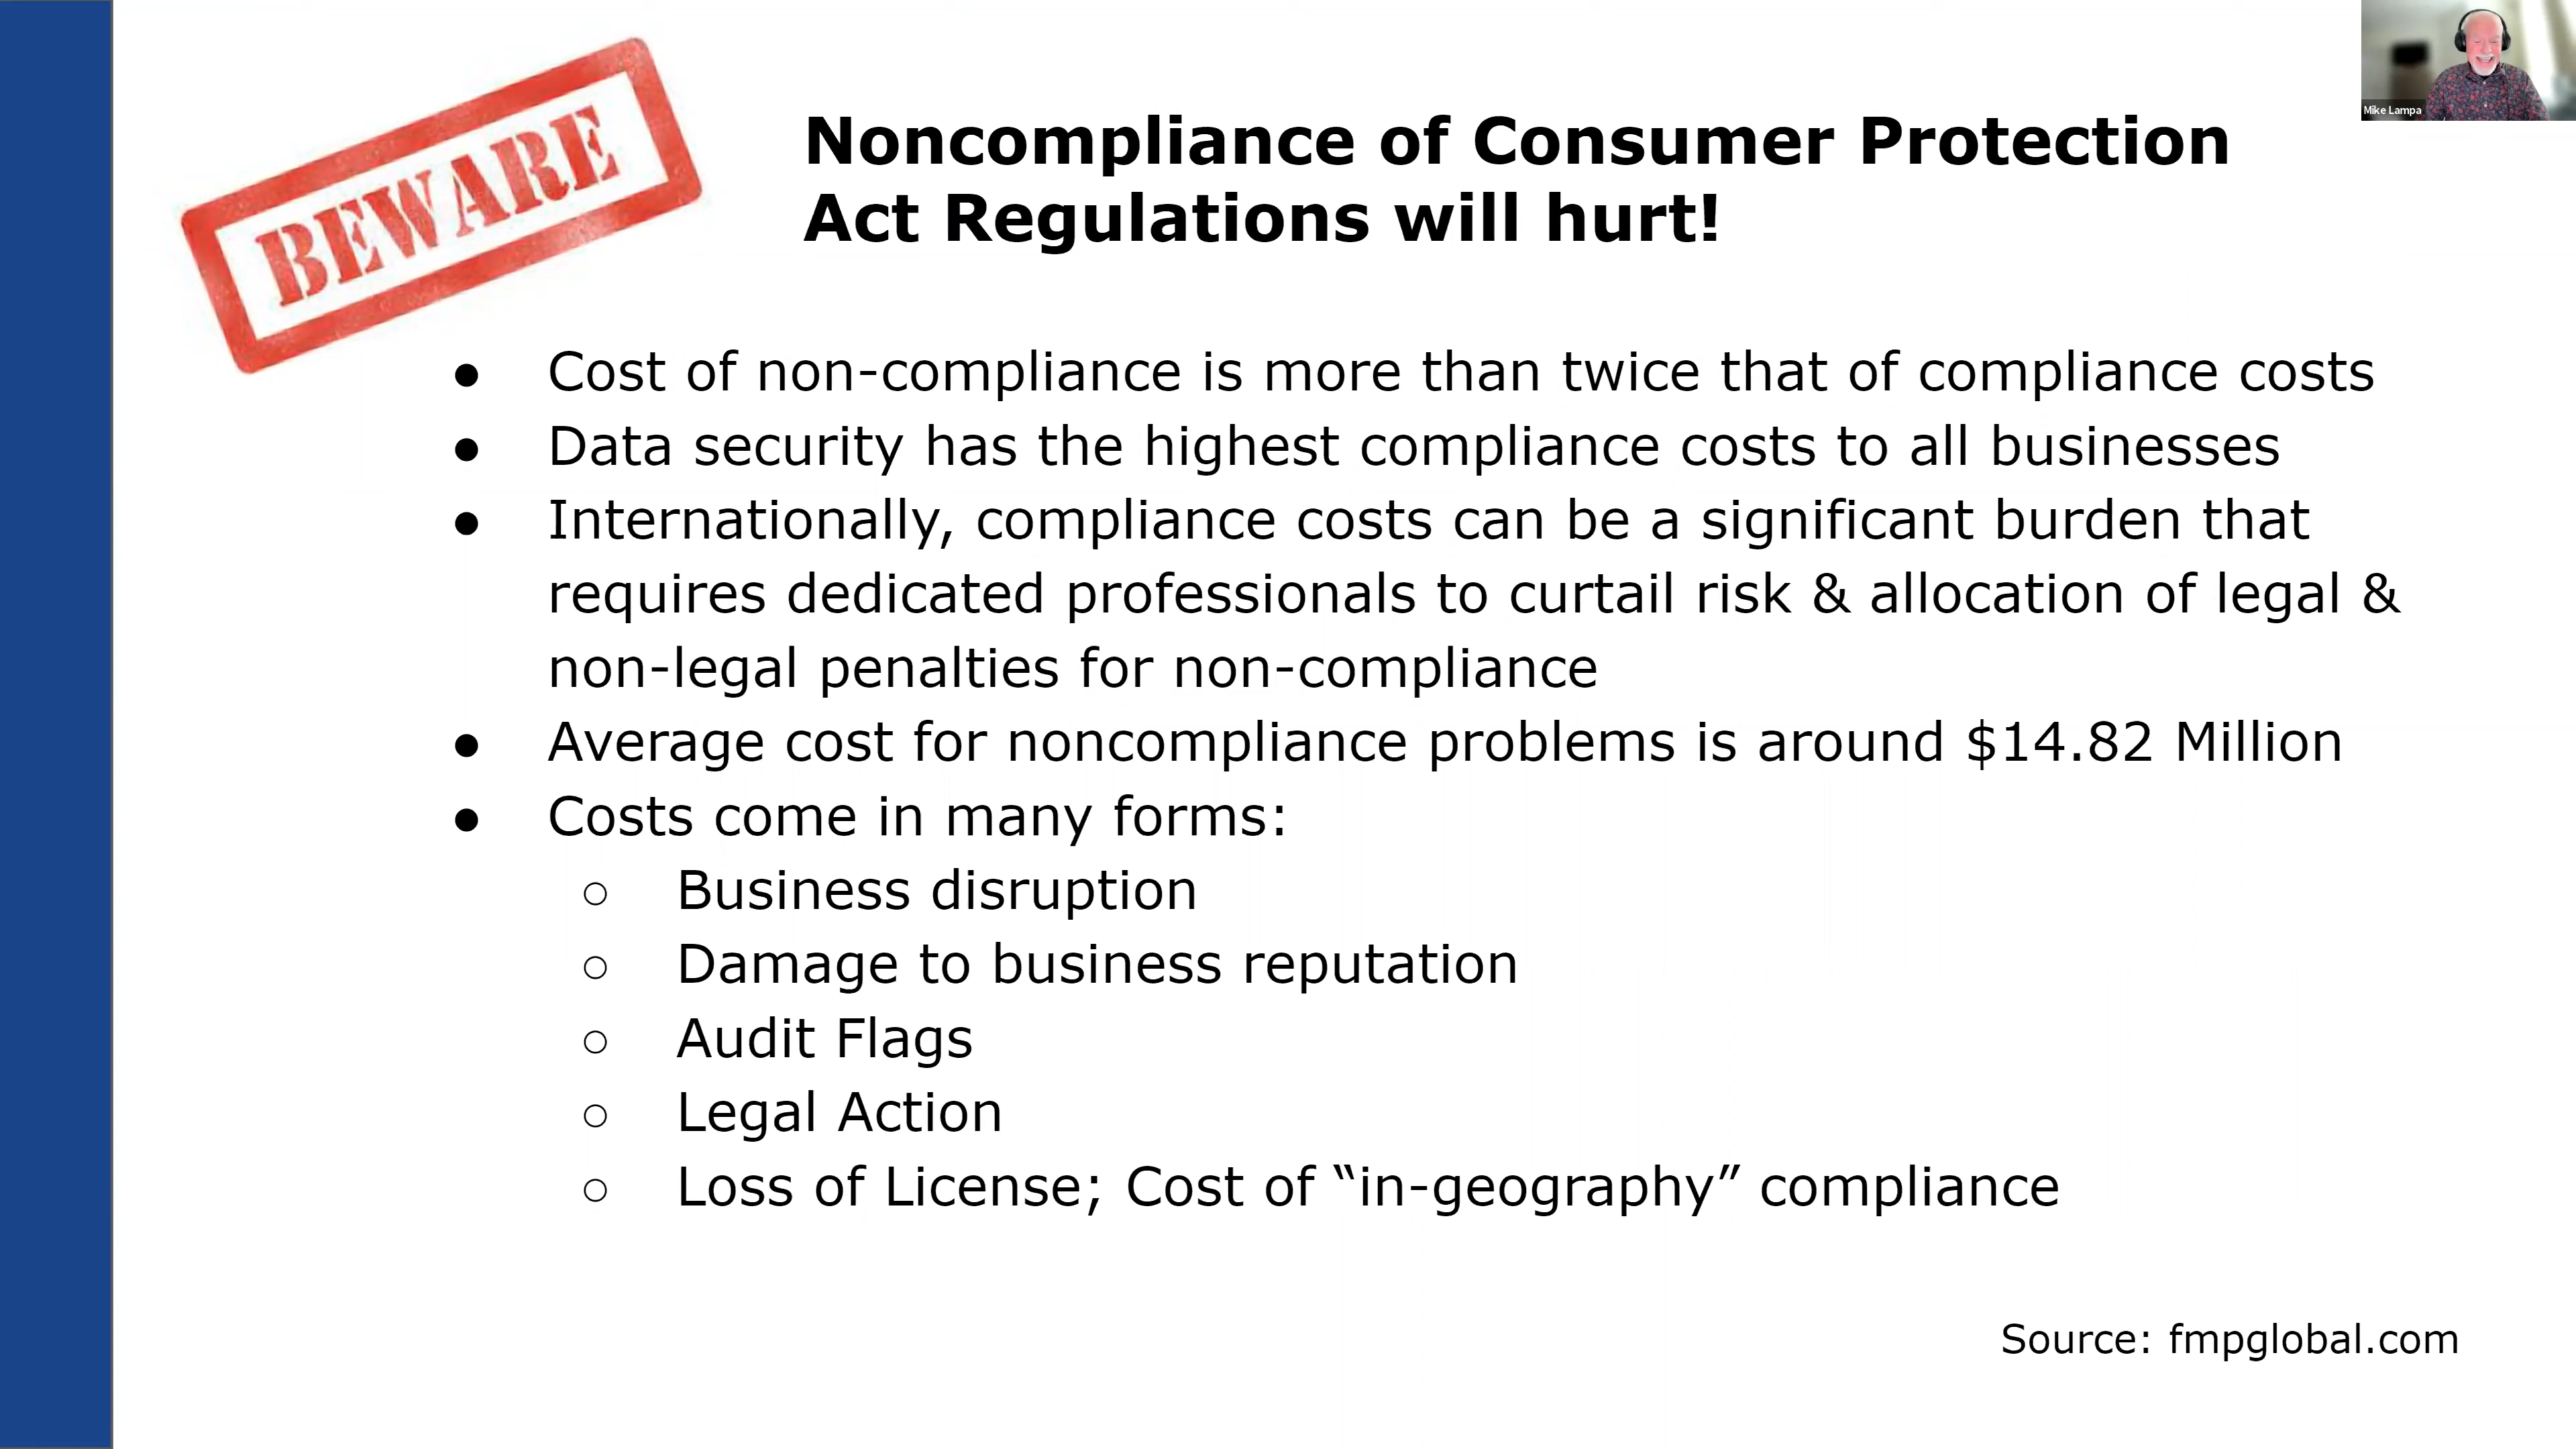 Mike Lampa
BEWARE
Noncompliance of Consumer Protection
Act Regulations will hurt!
● Cost of non-compliance is more than twice that of compliance costs
● Data security has the highest compliance costs to all businesses
● Internationally, compliance costs can be a significant burden that
requires dedicated professionals to curtail risk & allocation of legal &
non-legal penalties for non-compliance
● Average cost for noncompliance problems is around $14.82 Million
● Costs come in many forms:
○ Business disruption
○ Damage to business reputation
○ Audit Flags
○ Legal Action
○ Loss of License; Cost of “in-geography” compliance
Source: fmpglobal.com